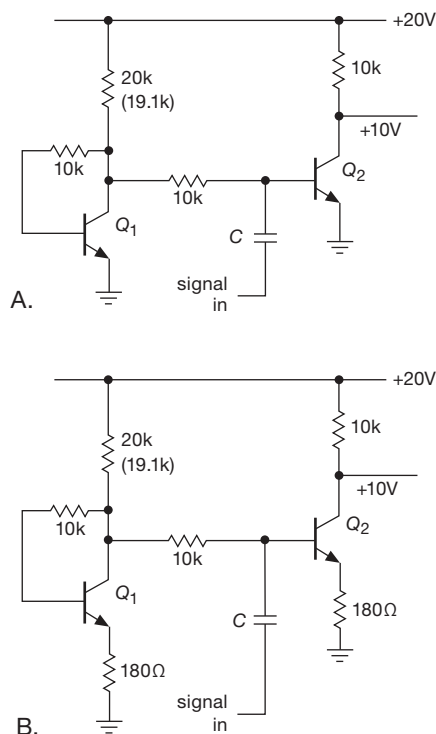 +20V
20k
(19.1k)
10k
10k
+10V
10k
Q1
Q2
C
signal
in
A.
+20V
20k
(19.1k)
10k
10k
+10V
10k
Q1
Q2
C
180Ω
180Ω
signal
in
B.